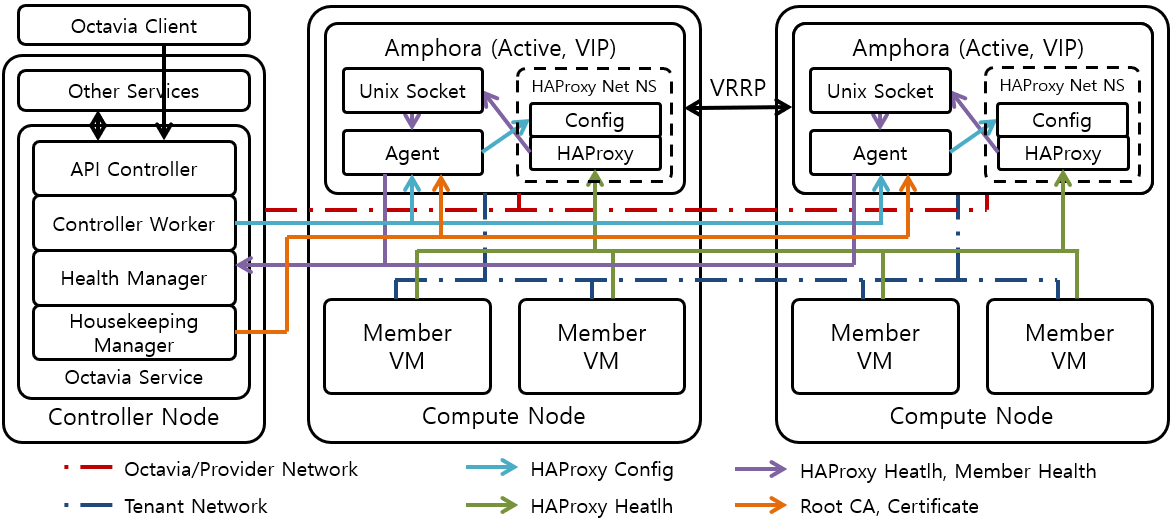 Octavia Client
Other Services
API Controller
Controller Worker
Health Manager
Housekeeping
Manager
Octavia Service
Controller Node
Amphora (Active, VIP)
Unix Socket
HAProxy Net NS
Config
Agent
HAProxy
VRRP
Member
VM
Member
VM
Compute Node
Amphora (Active, VIP)
Unix Socket
HAProxy Net NS
Config
Agent
HAProxy
Member
VM
Member
VM
Compute Node
Octavia/Provider Network
HAProxy Config
HAProxy Heatlh, Member Health
Tenant Network
HAProxy Heatlh
Root CA, Certificate